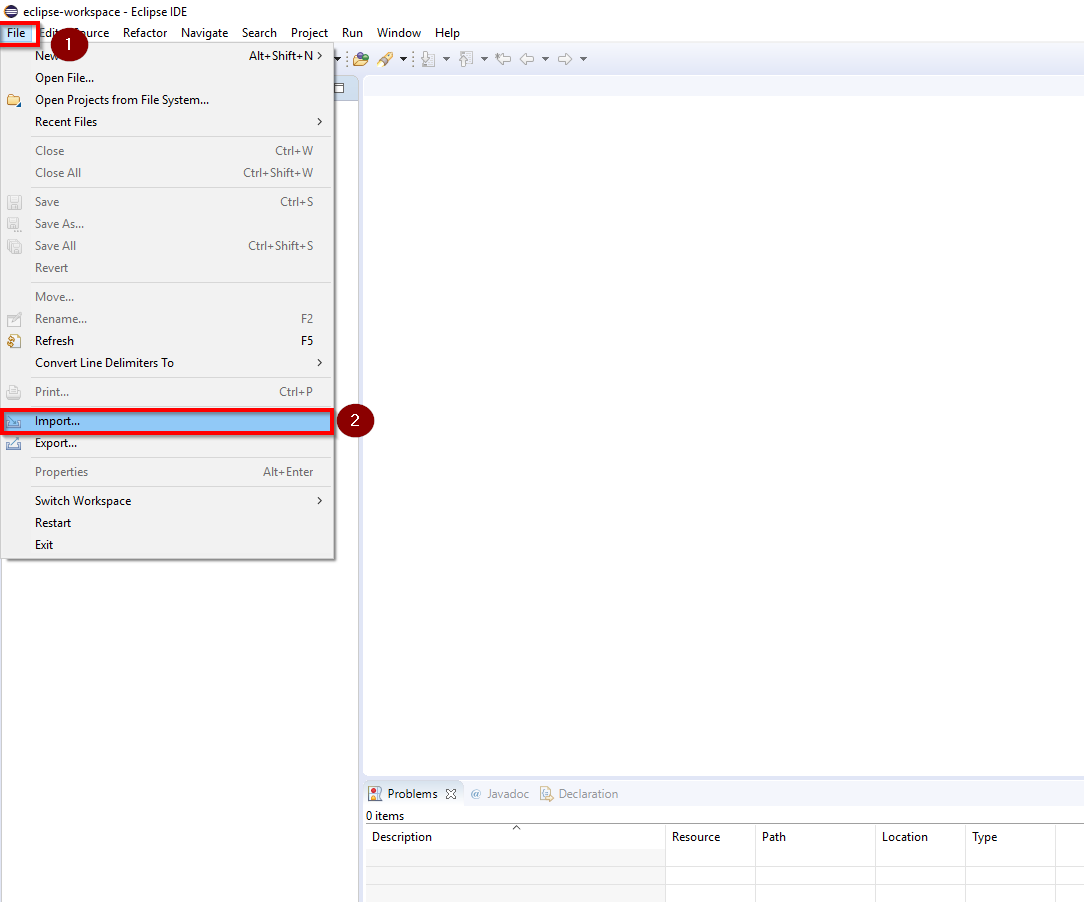 eclipse-workspace - Eclipse IDE
File Edit Source Refactor Navigate Search Project Run Window Help
1
New Alt+Shift+N
Open File...
Open Projects from File System...
Recent Files
Close Ctrl+W
Close All Ctrl+Shift+W
Save Ctrl+S
Save As...
Save All Ctrl+Shift+S
Revert
Move...
Rename... F2
Refresh F5
Convert Line Delimiters To
Print... Ctrl+P
Import... 2
Export...
Properties Alt+Enter
Switch Workspace
Restart
Exit
Problems @ Javadoc Declaration
0 items
Description Resource Path Location Type